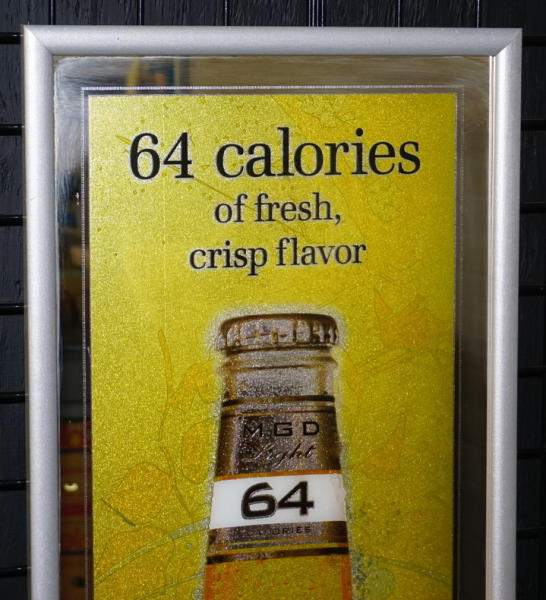 64 calories
of fresh,
crisp flavor
MGD
Light
64
CALORIES